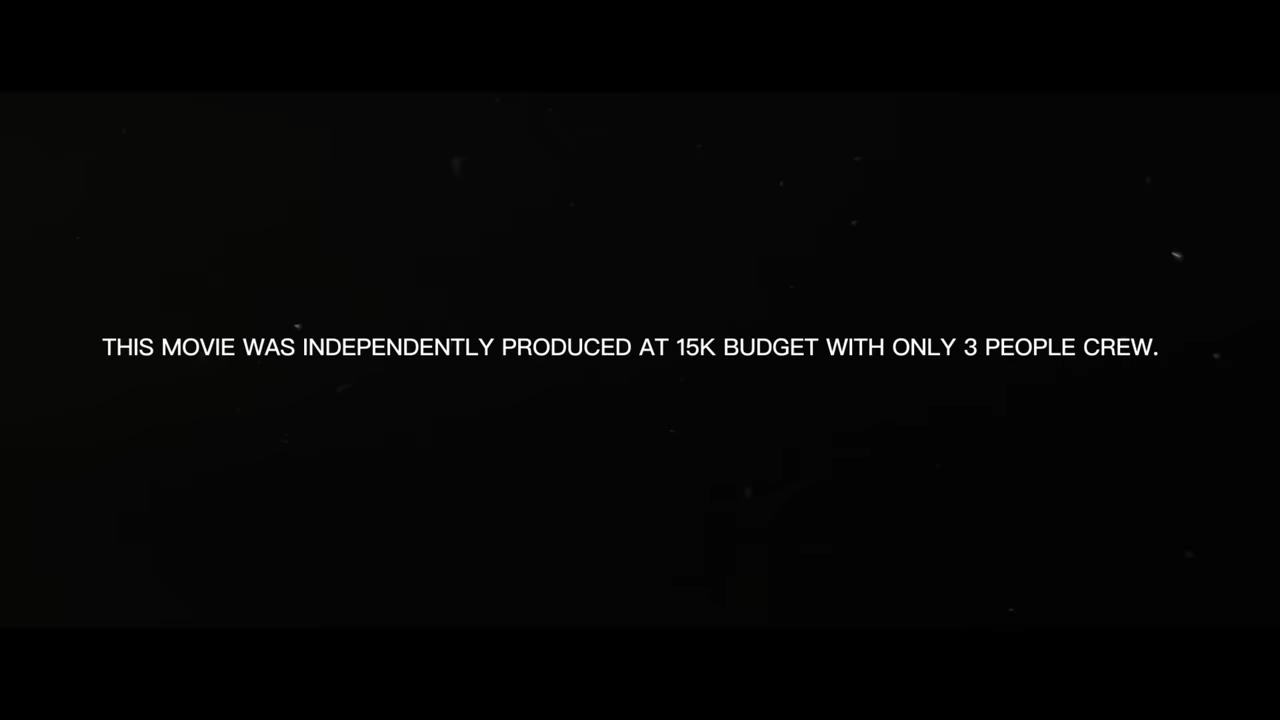 THIS MOVIE WAS INDEPENDENTLY PRODUCED AT 15K BUDGET WITH ONLY 3 PEOPLE CREW.